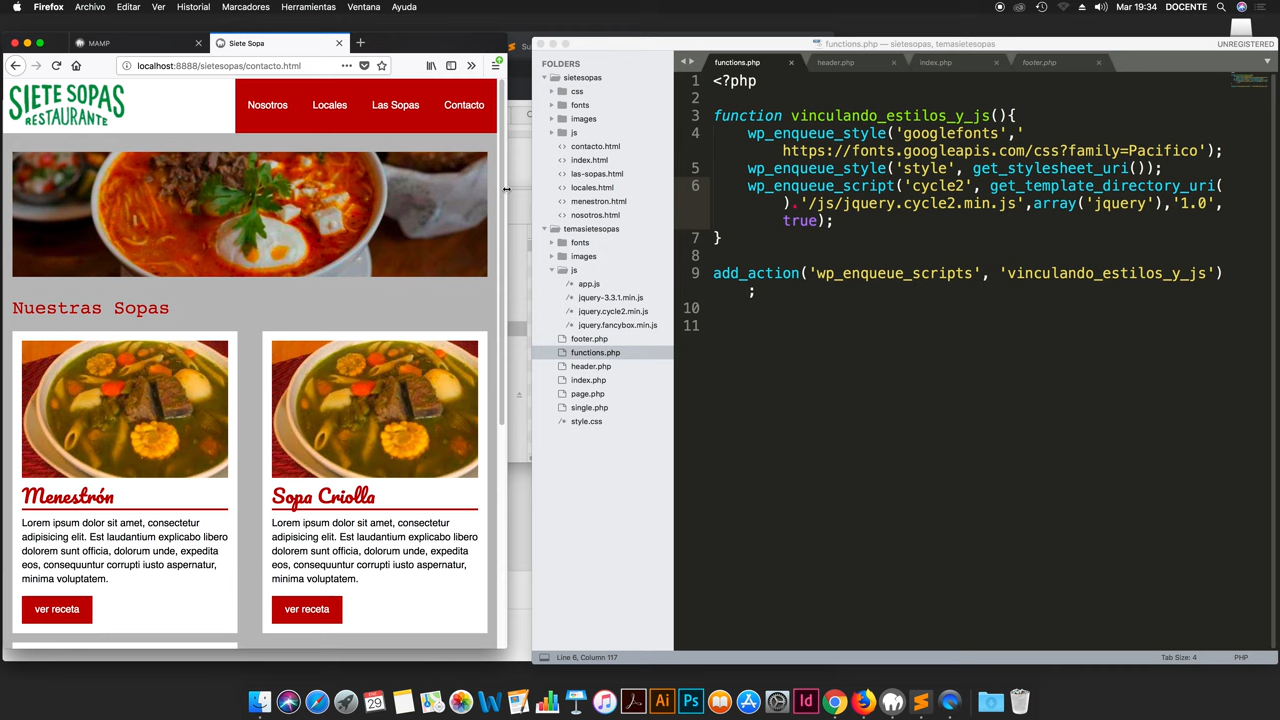 Firefox Archivo Editar Ver Historial Marcadores Herramientas Ventana Ayuda Mar 19:34 DOCENTE
MAMP
Siete Sopa
localhost:8888/sietesopas/contacto.html
SIETE SOPAS
RESTAURANTE
Nosotros Locales Las Sopas Contacto
Nuestras Sopas
Menestrón
Lorem ipsum dolor sit amet, consectetur
adipisicing elit. Est laudantium explicabo libero
dolorem sunt officia, dolorum unde, expedita
eos, consequuntur corrupti iusto aspernatur,
minima voluptatem.
ver receta
Sopa Criolla
Lorem ipsum dolor sit amet, consectetur
adipisicing elit. Est laudantium explicabo libero
dolorem sunt officia, dolorum unde, expedita
eos, consequuntur corrupti iusto aspernatur,
minima voluptatem.
ver receta
functions.php — sietesopas, temasietesopas
UNREGISTERED
FOLDERS
sietesopas
css
fonts
images
js
contacto.html
index.html
las-sopas.html
locales.html
menestron.html
nosotros.html
temasietesopas
fonts
images
js
app.js
jquery-3.3.1.min.js
jquery.cycle2.min.js
jquery.fancybox.min.js
footer.php
functions.php
header.php
index.php
page.php
single.php
style.css
functions.php header.php index.php footer.php
1 <?php
2
3 function vinculando_estilos_y_js(){
4 wp_enqueue_style('googlefonts','
https://fonts.googleapis.com/css?family=Pacifico');
5 wp_enqueue_style('style', get_stylesheet_uri());
6 wp_enqueue_script('cycle2', get_template_directory_uri(
).'/js/jquery.cycle2.min.js',array('jquery'),'1.0',
true);
7 }
8
9 add_action('wp_enqueue_scripts', 'vinculando_estilos_y_js')
;
10
11
Line 6, Column 117
Tab Size: 4
PHP